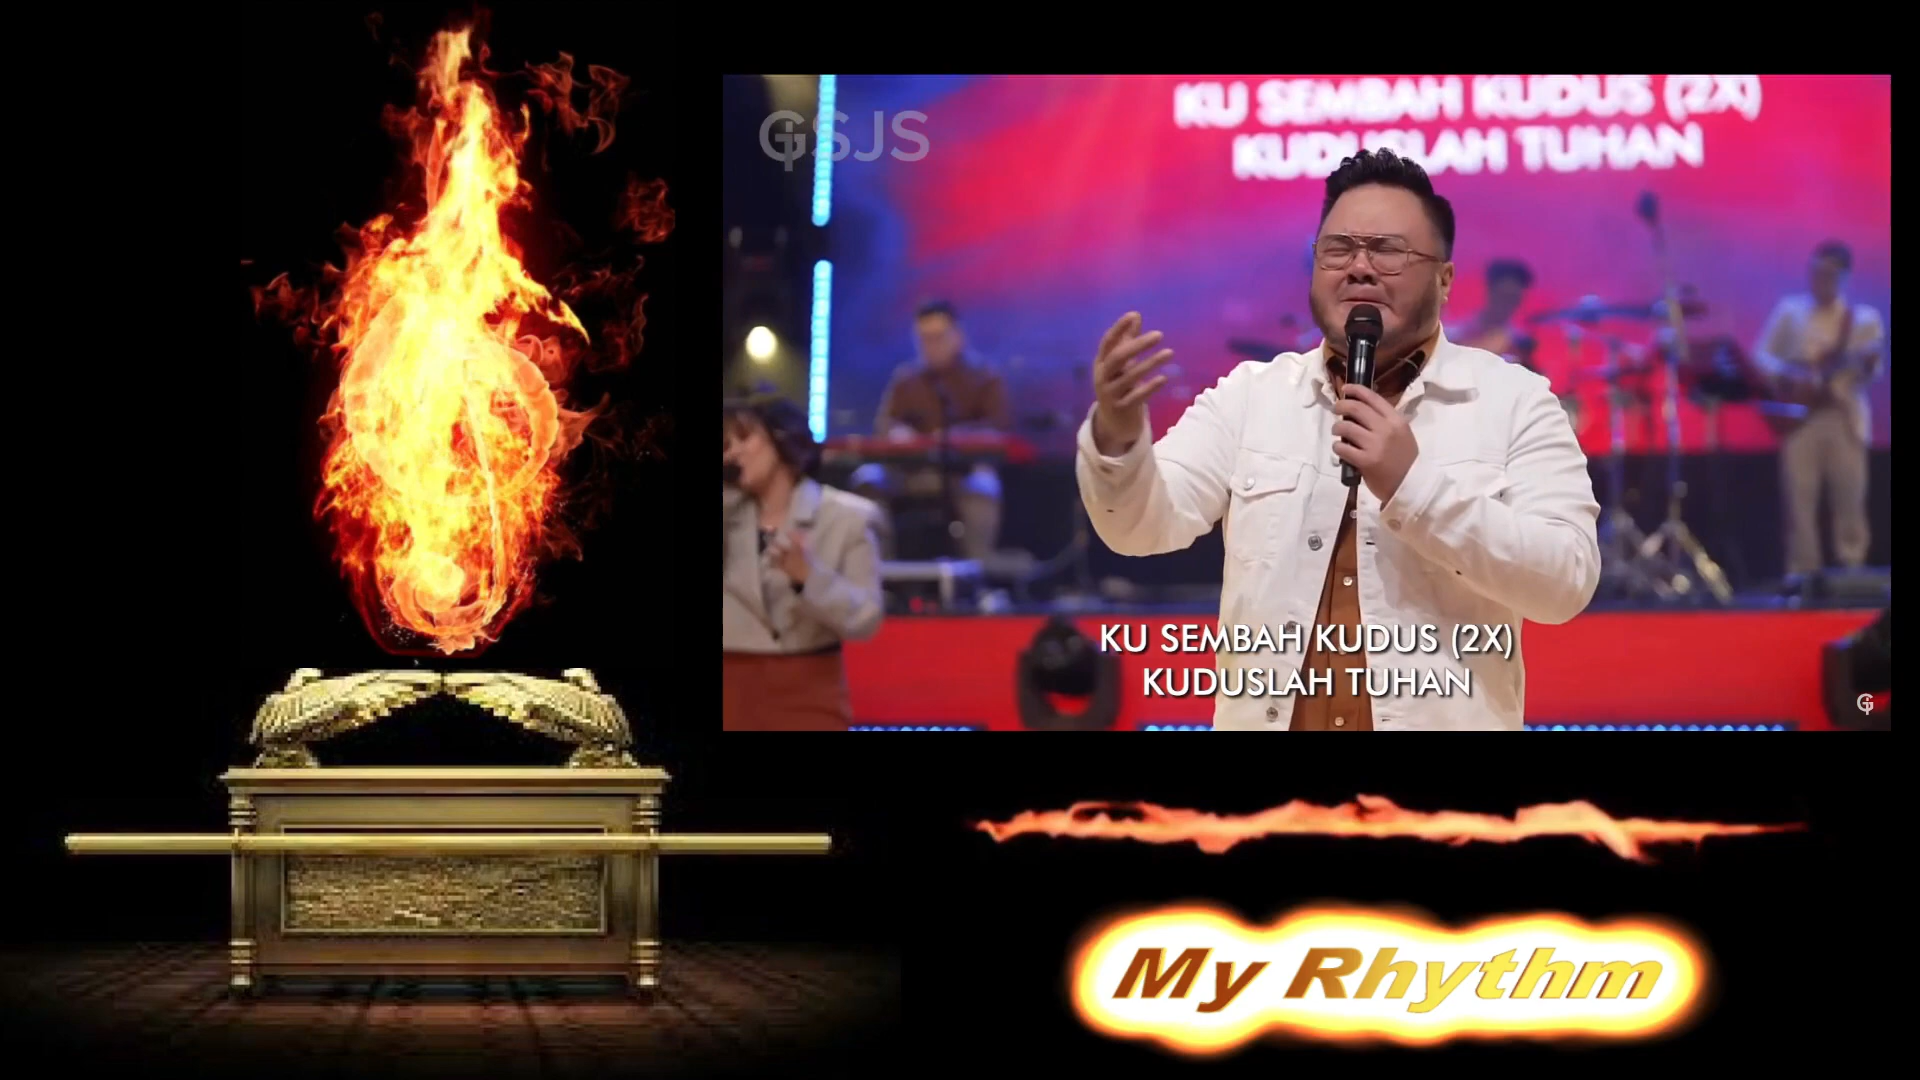 KU SEMBAH KUDUS (2X)
KUDUSLAH TUHAN
GSJS
KU SEMBAH KUDUS (2X)
KUDUSLAH TUHAN
My Rhythm